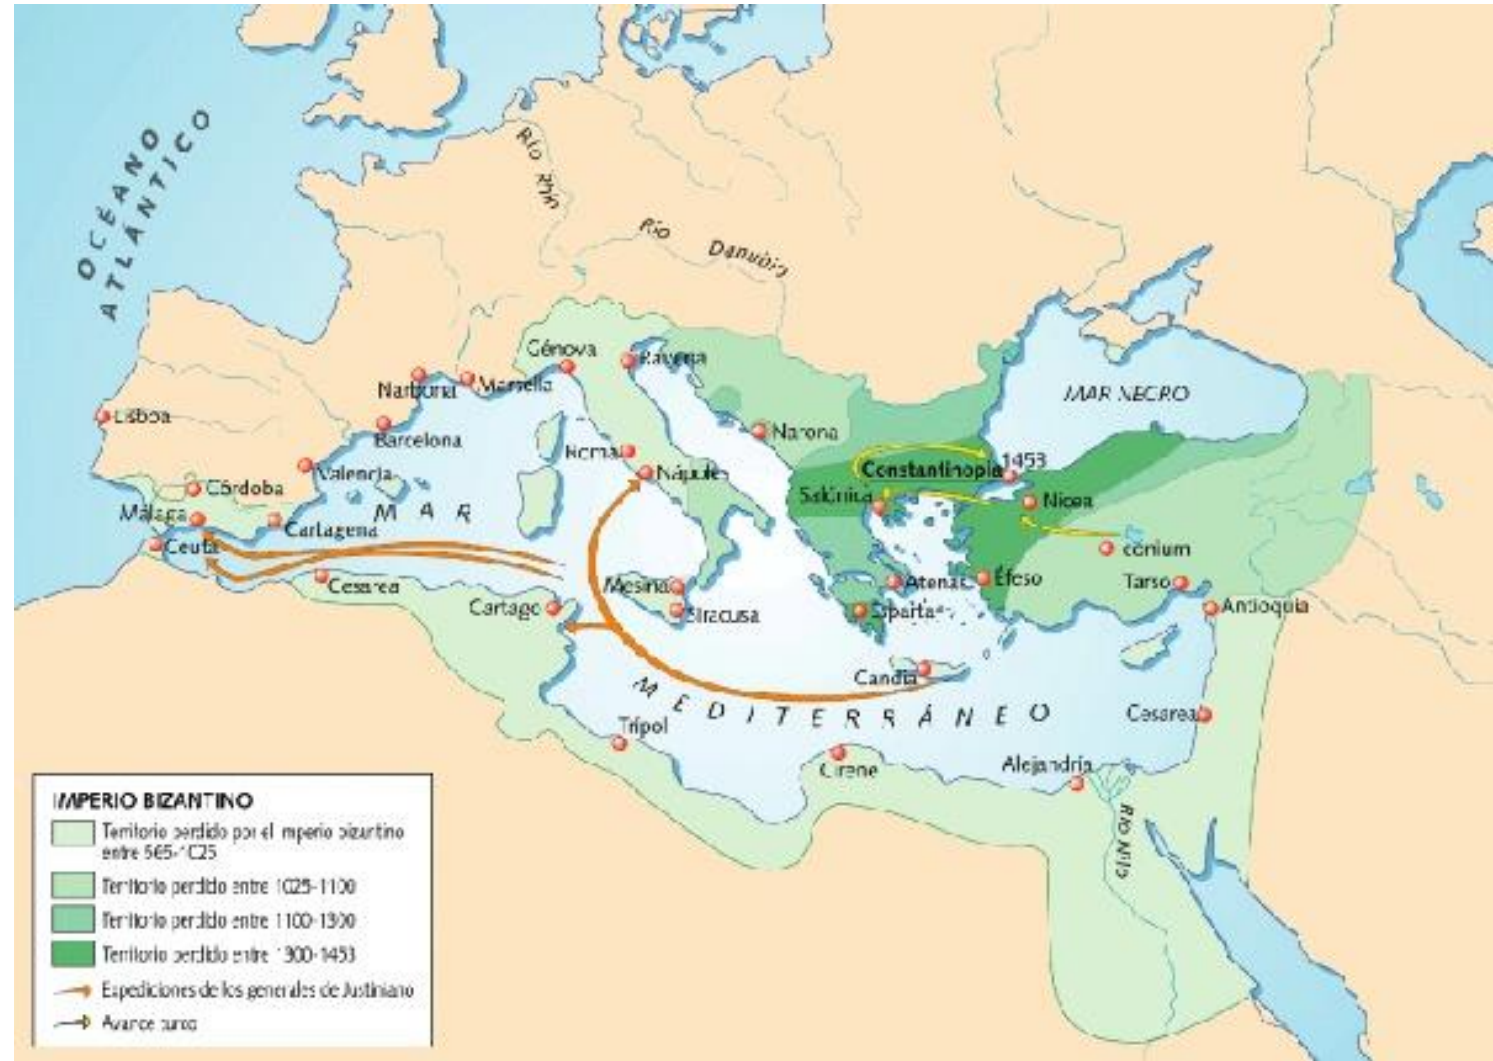 OCÉANO
ATLÁNTICO
Río Rhin
Río Danubio
Génova
Ravena
Narbona
Marsella
MAR NEGRO
Lisboa
Barcelona
Roma
Narona
Valencia
Nápoles
Constantinopla
1453
Córdoba
Salónica
Nicea
Málaga
MAR
Cartagena
Ceuta
conium
Cesarea
Mesina
Atenas
Éfeso
Tarso
Cartago
Siracusa
Esparta
Antioquia
Candia
MEDITERRÁNEO
Cesarea
Trípol
Cirene
Alejandría
Río Nilo
IMPERIO BIZANTINO
Territorio perdido por el imperio bizantino
entre 565-1025
Territorio perdido entre 1025-1100
Territorio perdido entre 1100-1300
Territorio perdido entre 1300-1453
Expediciones de los generales de Justiniano
Avance turco